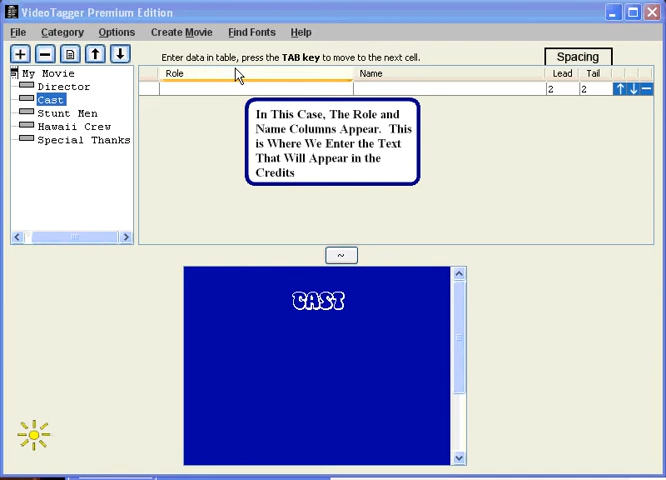 VideoTagger Premium Edition
File Category Options Create Movie Find Fonts Help
Enter data in table, press the TAB key to move to the next cell.
Spacing
Role Name Lead Tail
2 2
My Movie
Director
Cast
Stunt Men
Hawaii Crew
Special Thanks
In This Case, The Role and
Name Columns Appear. This
is Where We Enter the Text
That Will Appear in the
Credits
~
CAST